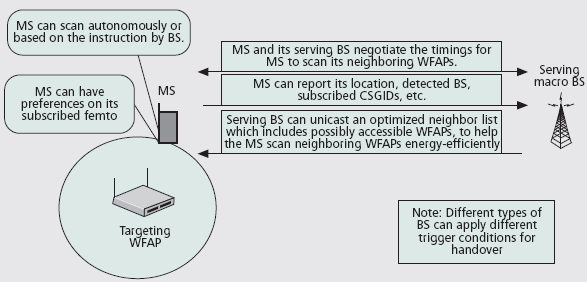 MS can scan autonomously or
based on the instruction by BS.
MS can have
preferences on its
subscribed femto
MS
MS and its serving BS negotiate the timings for
MS to scan its neighboring WFAPs.
MS can report its location, detected BS,
subscribed CSGIDs, etc.
Serving BS can unicast an optimized neighbor list
which includes possibly accessible WFAPs, to help
the MS scan neighboring WFAPs energy-efficiently
Serving
macro BS
Targeting
WFAP
Note: Different types of
BS can apply different
trigger conditions for
handover